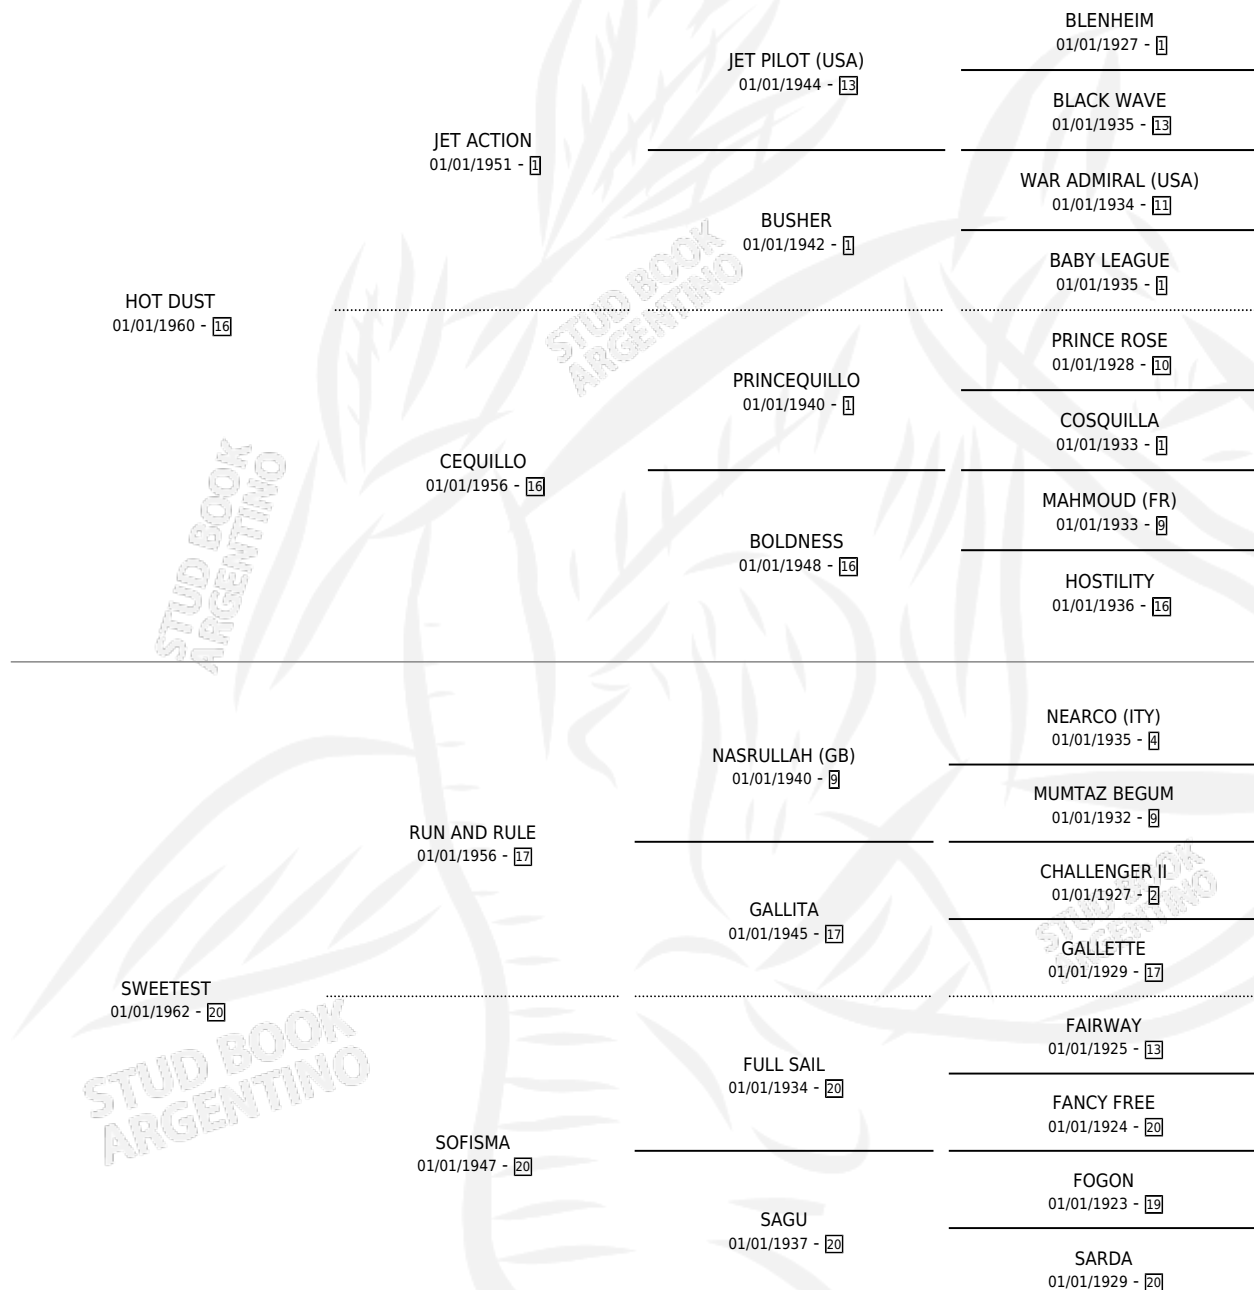 BLENHEIM
01/01/1927 - 1
JET PILOT (USA)
01/01/1944 - 13
BLACK WAVE
01/01/1935 - 13
JET ACTION
01/01/1951 - 1
WAR ADMIRAL (USA)
01/01/1934 - 11
BUSHER
01/01/1942 - 1
BABY LEAGUE
01/01/1935 - 1
HOT DUST
01/01/1960 - 16
PRINCE ROSE
01/01/1928 - 10
PRINCEQUILLO
01/01/1940 - 1
COSQUILLA
01/01/1933 - 1
CEQUILLO
01/01/1956 - 16
MAHMOUD (FR)
01/01/1933 - 9
BOLDNESS
01/01/1948 - 16
HOSTILITY
01/01/1936 - 16
NEARCO (ITY)
01/01/1935 - 4
NASRULLAH (GB)
01/01/1940 - 9
MUMTAZ BEGUM
01/01/1932 - 9
RUN AND RULE
01/01/1956 - 17
CHALLENGER II
01/01/1927 - 2
GALLITA
01/01/1945 - 17
GALLETTE
01/01/1929 - 17
SWEETEST
01/01/1962 - 20
FAIRWAY
01/01/1925 - 13
FULL SAIL
01/01/1934 - 20
FANCY FREE
01/01/1924 - 20
SOFISMA
01/01/1947 - 20
FOGON
01/01/1923 - 19
SAGU
01/01/1937 - 20
SARDA
01/01/1929 - 20
STUD BOOK
ARGENTINO
STUD BOOK
ARGENTINO
STUD BOOK
ARGENTINO
STUD BOOK
ARGENTINO